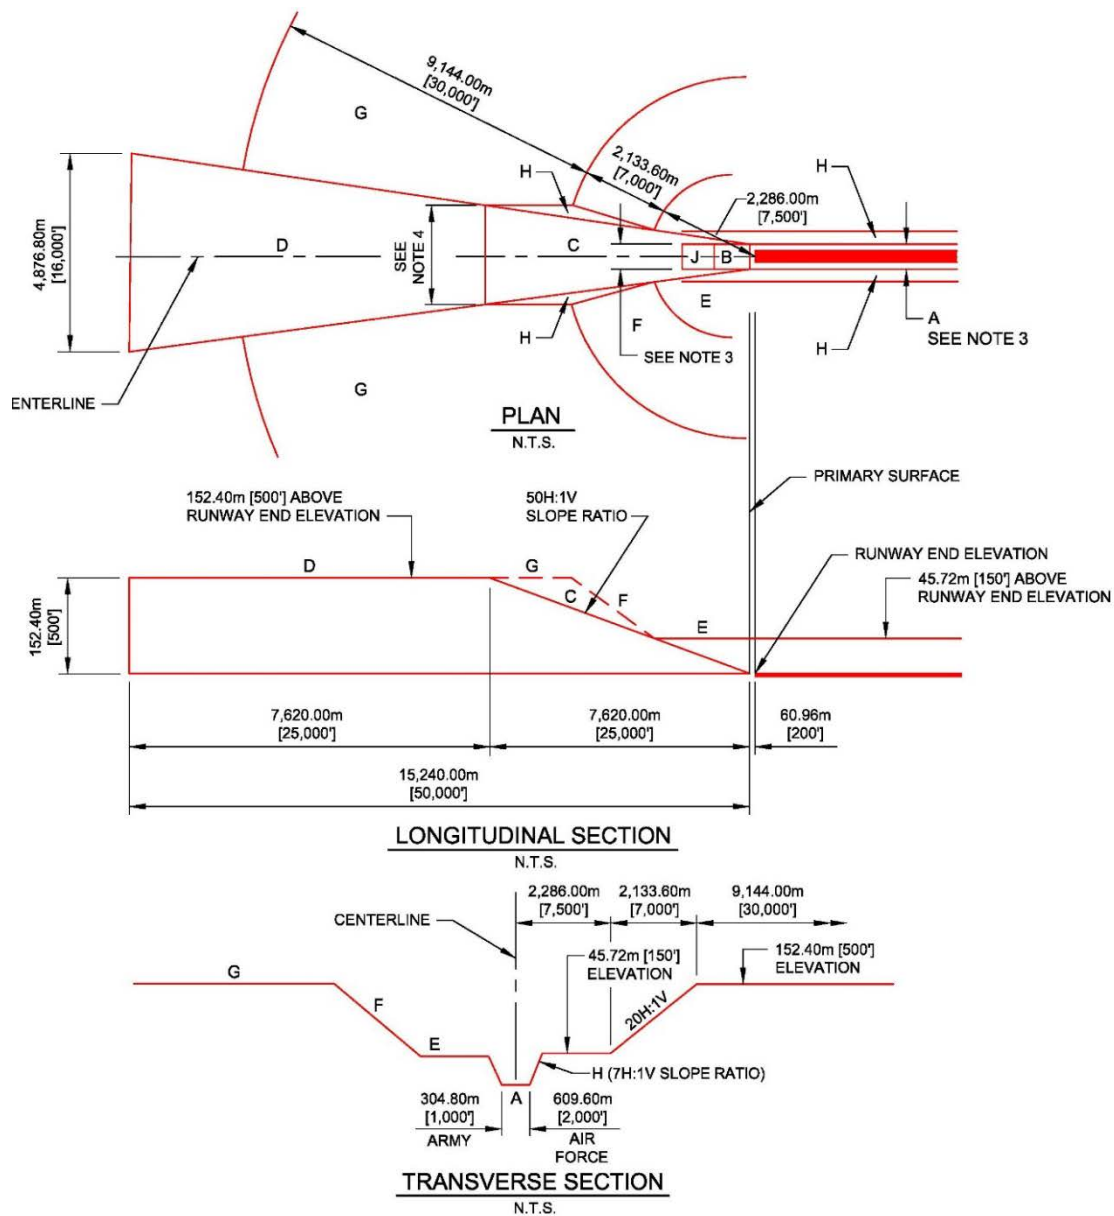 9,144.00m
[30,000']
G
2,133.60m
[7,000']
H
H
2,286.00m
[7,500']
4,876.80m
[16,000']
D
SEE
NOTE 4
C
J
B
E
H
F
SEE NOTE 3
H
A
SEE NOTE 3
ENTERLINE
G
PLAN
N.T.S.
152.40m [500'] ABOVE
RUNWAY END ELEVATION
50H:1V
SLOPE RATIO
PRIMARY SURFACE
RUNWAY END ELEVATION
45.72m [150'] ABOVE
RUNWAY END ELEVATION
D
G
C
F
E
152.40m
[500']
7,620.00m
[25,000']
7,620.00m
[25,000']
60.96m
[200']
15,240.00m
[50,000']
LONGITUDINAL SECTION
N.T.S.
CENTERLINE
2,286.00m
[7,500']
2,133.60m
[7,000']
9,144.00m
[30,000']
45.72m [150']
ELEVATION
152.40m [500']
ELEVATION
G
F
E
20H:1V
H (7H:1V SLOPE RATIO)
A
304.80m
[1,000']
ARMY
609.60m
[2,000']
AIR
FORCE
TRANSVERSE SECTION
N.T.S.